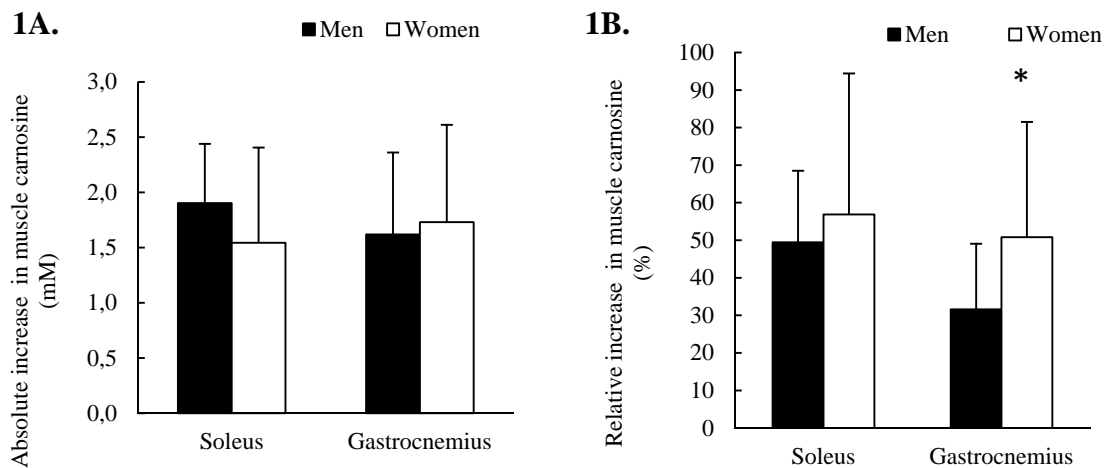 1A.
Men Women
Absolute increase in muscle carnosine
(mM)
3,0
2,5
2,0
1,5
1,0
0,5
0,0
Soleus Gastrocnemius
1B.
Men Women
Relative increase in muscle carnosine
(%)
100
90
80
70
60
50
40
30
20
10
0
*
Soleus Gastrocnemius